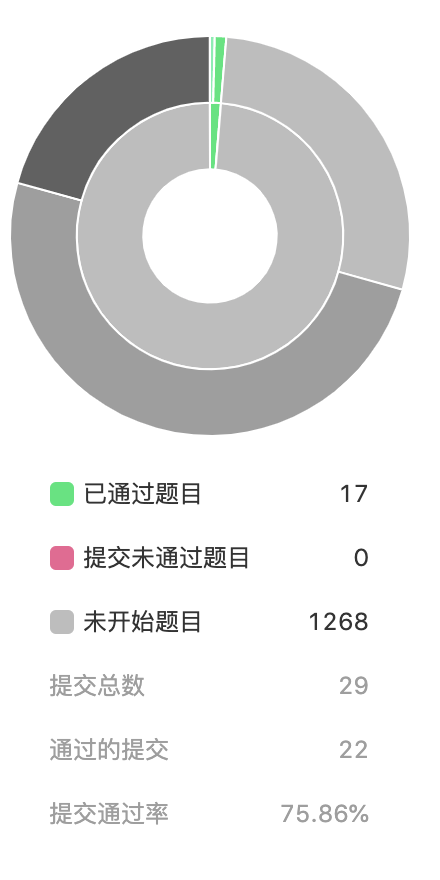 已通过题目 17
提交未通过题目 0
未开始题目 1268
提交总数 29
通过的提交 22
提交通过率 75.86%